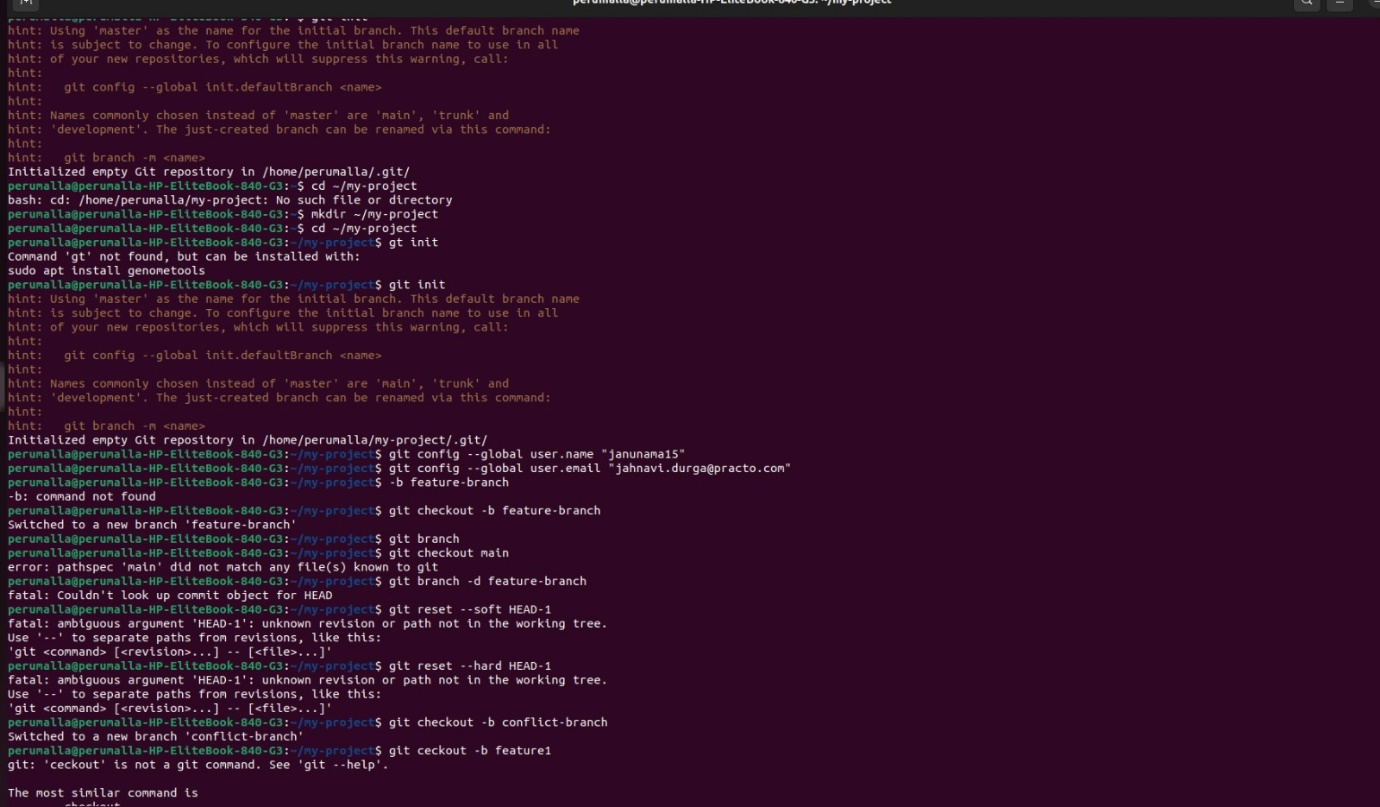 perumalla@perumalla-HP-EliteBook-840-G3: ~/my-project
perumalla@perumalla-HP-EliteBook-840-G3:~$ git init
hint: Using 'master' as the name for the initial branch. This default branch name
hint: is subject to change. To configure the initial branch name to use in all
hint: of your new repositories, which will suppress this warning, call:
hint:
hint:   git config --global init.defaultBranch <name>
hint:
hint: Names commonly chosen instead of 'master' are 'main', 'trunk' and
hint: 'development'. The just-created branch can be renamed via this command:
hint:
hint:   git branch -m <name>
Initialized empty Git repository in /home/perumalla/.git/
perumalla@perumalla-HP-EliteBook-840-G3:~$ cd ~/my-project
bash: cd: /home/perumalla/my-project: No such file or directory
perumalla@perumalla-HP-EliteBook-840-G3:~$ mkdir ~/my-project
perumalla@perumalla-HP-EliteBook-840-G3:~$ cd ~/my-project
perumalla@perumalla-HP-EliteBook-840-G3:~/my-project$ gt init
Command 'gt' not found, but can be installed with:
sudo apt install genometools
perumalla@perumalla-HP-EliteBook-840-G3:~/my-project$ git init
hint: Using 'master' as the name for the initial branch. This default branch name
hint: is subject to change. To configure the initial branch name to use in all
hint: of your new repositories, which will suppress this warning, call:
hint:
hint:   git config --global init.defaultBranch <name>
hint:
hint: Names commonly chosen instead of 'master' are 'main', 'trunk' and
hint: 'development'. The just-created branch can be renamed via this command:
hint:
hint:   git branch -m <name>
Initialized empty Git repository in /home/perumalla/my-project/.git/
perumalla@perumalla-HP-EliteBook-840-G3:~/my-project$ git config --global user.name "janunama15"
perumalla@perumalla-HP-EliteBook-840-G3:~/my-project$ git config --global user.email "jahnavi.durga@practo.com"
perumalla@perumalla-HP-EliteBook-840-G3:~/my-project$ -b feature-branch
-b: command not found
perumalla@perumalla-HP-EliteBook-840-G3:~/my-project$ git checkout -b feature-branch
Switched to a new branch 'feature-branch'
perumalla@perumalla-HP-EliteBook-840-G3:~/my-project$ git branch
perumalla@perumalla-HP-EliteBook-840-G3:~/my-project$ git checkout main
error: pathspec 'main' did not match any file(s) known to git
perumalla@perumalla-HP-EliteBook-840-G3:~/my-project$ git branch -d feature-branch
fatal: Couldn't look up commit object for HEAD
perumalla@perumalla-HP-EliteBook-840-G3:~/my-project$ git reset --soft HEAD-1
fatal: ambiguous argument 'HEAD-1': unknown revision or path not in the working tree.
Use '--' to separate paths from revisions, like this:
'git <command> [<revision>...] -- [<file>...]'
perumalla@perumalla-HP-EliteBook-840-G3:~/my-project$ git reset --hard HEAD-1
fatal: ambiguous argument 'HEAD-1': unknown revision or path not in the working tree.
Use '--' to separate paths from revisions, like this:
'git <command> [<revision>...] -- [<file>...]'
perumalla@perumalla-HP-EliteBook-840-G3:~/my-project$ git checkout -b conflict-branch
Switched to a new branch 'conflict-branch'
perumalla@perumalla-HP-EliteBook-840-G3:~/my-project$ git ceckout -b feature1
git: 'ceckout' is not a git command. See 'git --help'.

The most similar command is
        checkout